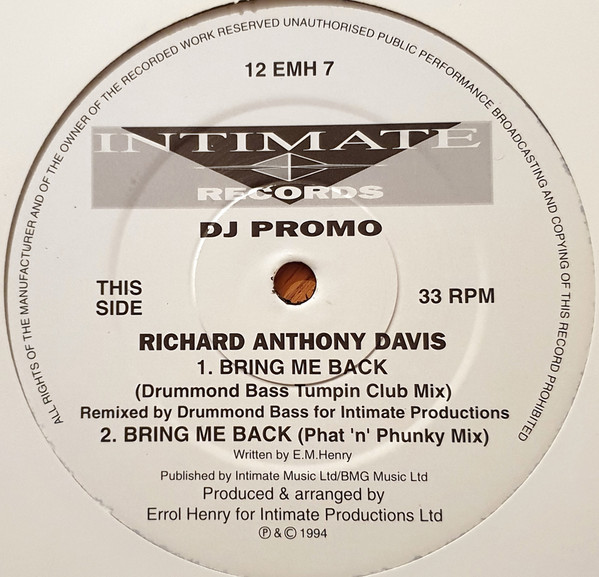 ALL RIGHTS OF THE MANUFACTURER AND OF THE OWNER OF THE RECORDED WORK RESERVED UNAUTHORISED PUBLIC PERFORMANCE BROADCASTING AND COPYING OF THIS RECORD PROHIBITED
12 EMH 7
INTIMATE
RECORDS
DJ PROMO
THIS
SIDE
33 RPM
RICHARD ANTHONY DAVIS
1. BRING ME BACK
(Drummond Bass Tumpin Club Mix)
Remixed by Drummond Bass for Intimate Productions
2. BRING ME BACK (Phat 'n' Phunky Mix)
Written by E.M.Henry
Published by Intimate Music Ltd/BMG Music Ltd
Produced & arranged by
Errol Henry for Intimate Productions Ltd
℗ & © 1994